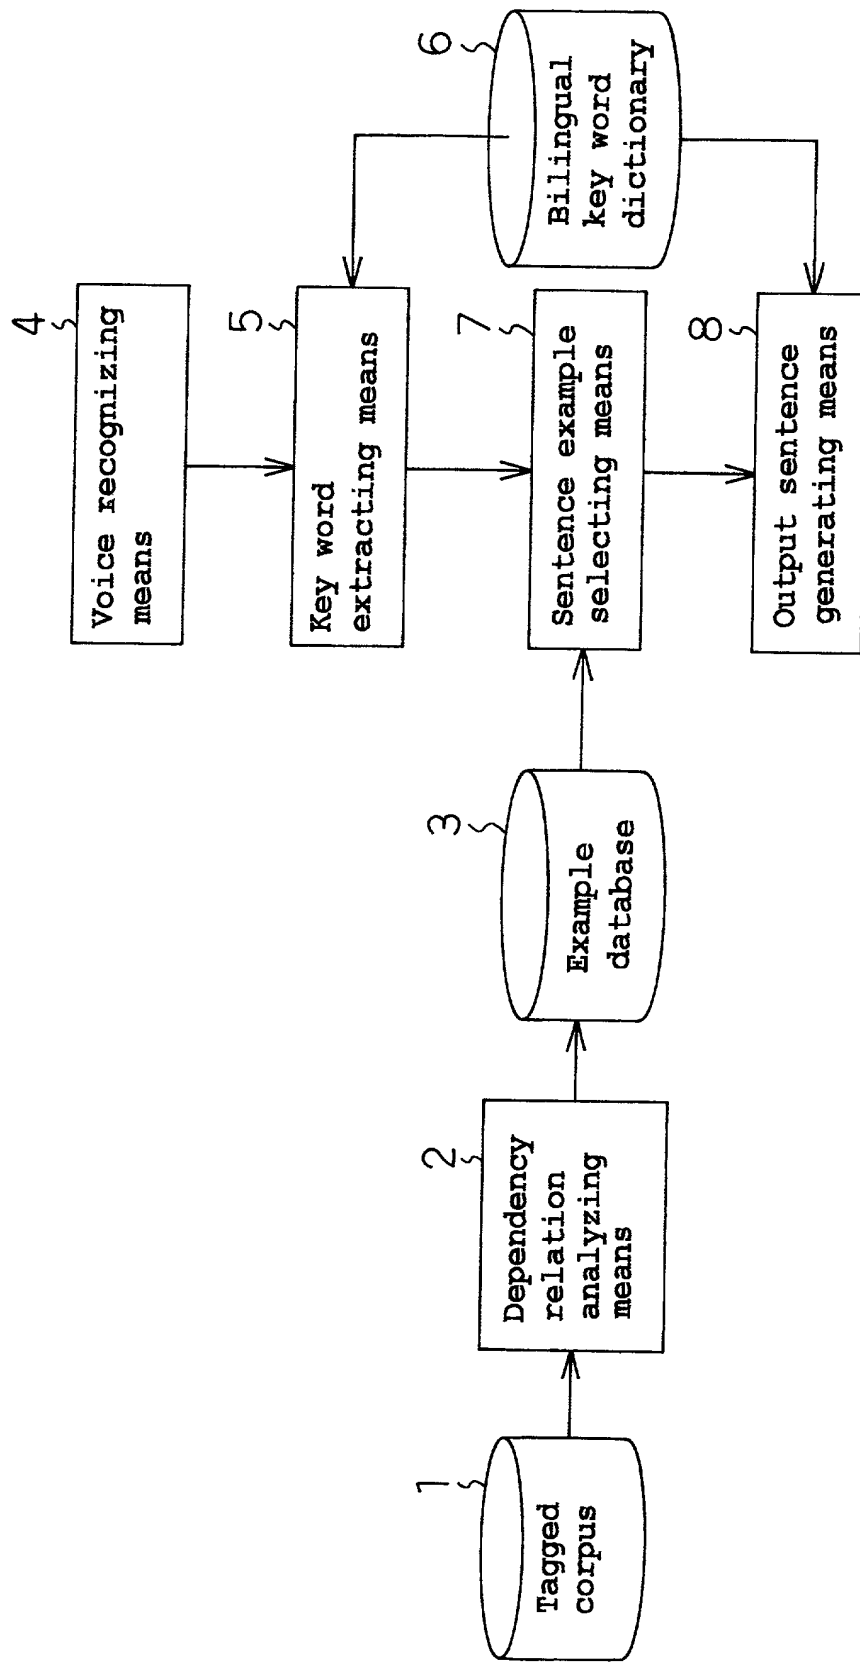 4
Voice recognizing
means
5
Key word
extracting means
6
Bilingual
key word
dictionary
1
Tagged
corpus
2
Dependency
relation
analyzing
means
3
Example
database
7
Sentence example
selecting means
8
Output sentence
generating means